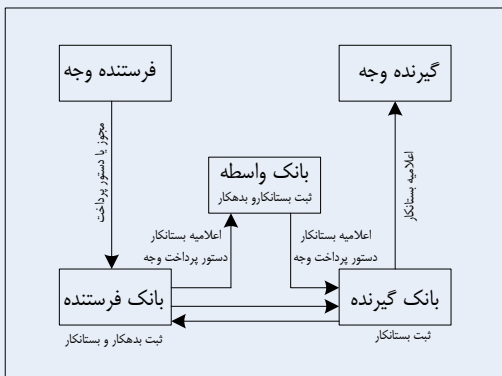 فرستنده وجه
گیرنده وجه
مجوز یا دستور پرداخت
اعلامیه بستانکار
بانک واسطه
ثبت بستانکارو بدهکار
اعلامیه بستانکار
دستور پرداخت وجه
اعلامیه بستانکار
دستور پرداخت وجه
بانک فرستنده
بانک گیرنده
ثبت بدهکار و بستانکار
ثبت بستانکار